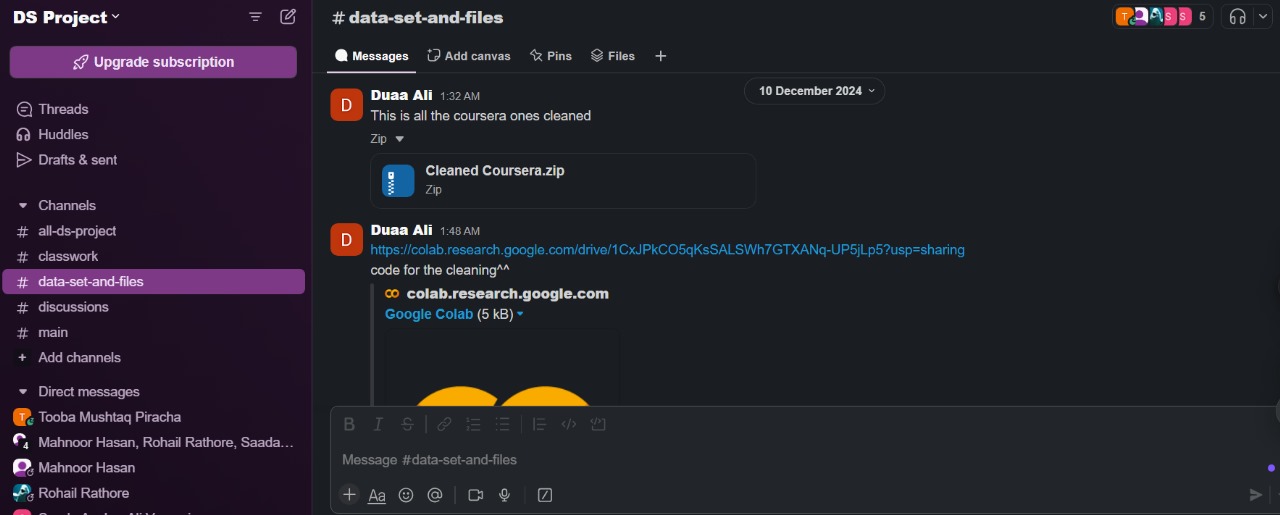 DS Project
Upgrade subscription
Threads
Huddles
Drafts & sent
Channels
# all-ds-project
# classwork
# data-set-and-files
# discussions
# main
+ Add channels
Direct messages
T Tooba Mushtaq Piracha
4 Mahnoor Hasan, Rohail Rathore, Saada...
Mahnoor Hasan
Rohail Rathore
# data-set-and-files
T S S 5
Messages Add canvas Pins Files +
10 December 2024
D Duaa Ali 1:32 AM
This is all the coursera ones cleaned
Zip
Cleaned Coursera.zip
Zip
D Duaa Ali 1:48 AM
https://colab.research.google.com/drive/1CxJPkCO5qKsSALSWh7GTXANq-UP5jLp5?usp=sharing
code for the cleaning^^
colab.research.google.com
Google Colab (5 kB)
B I S
Message #data-set-and-files
+ Aa @